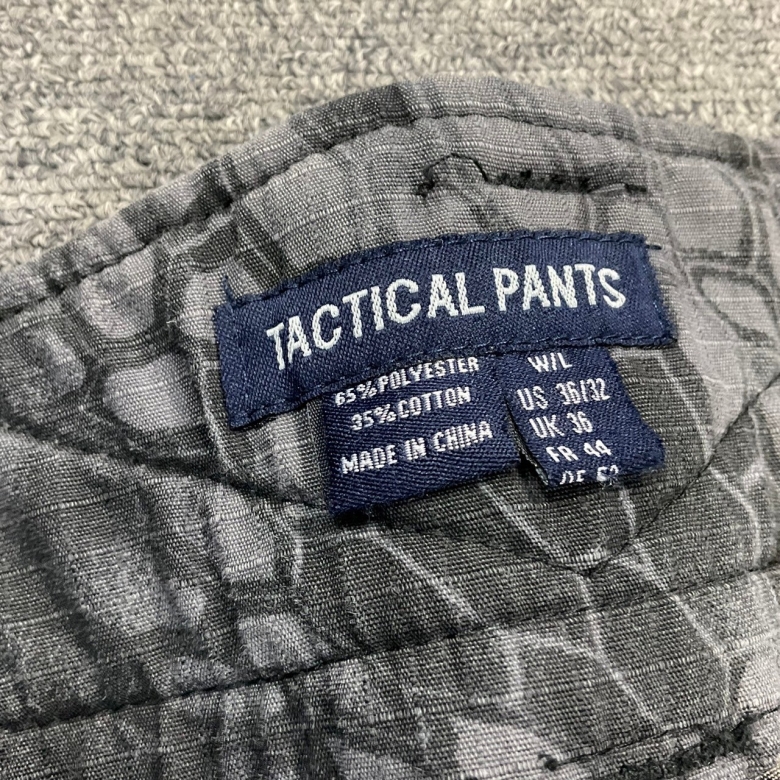 TACTICAL PANTS
65% POLYESTER
35% COTTON
MADE IN CHINA
W/L
US 36/32
UK 36
FR 44